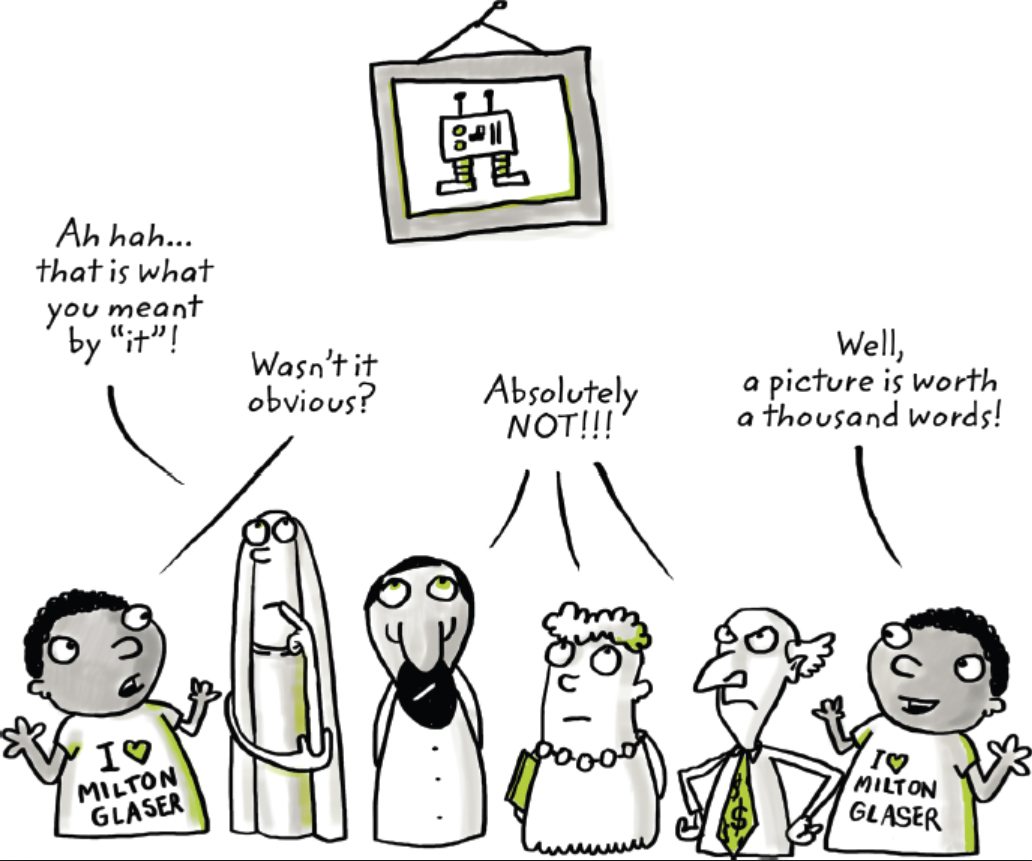 Ah hah...
that is what
you meant
by “it”!
Wasn't it
obvious?
Absolutely
NOT!!!
Well,
a picture is worth
a thousand words!
I ♥
MILTON
GLASER
$
I ♥
MILTON
GLASER